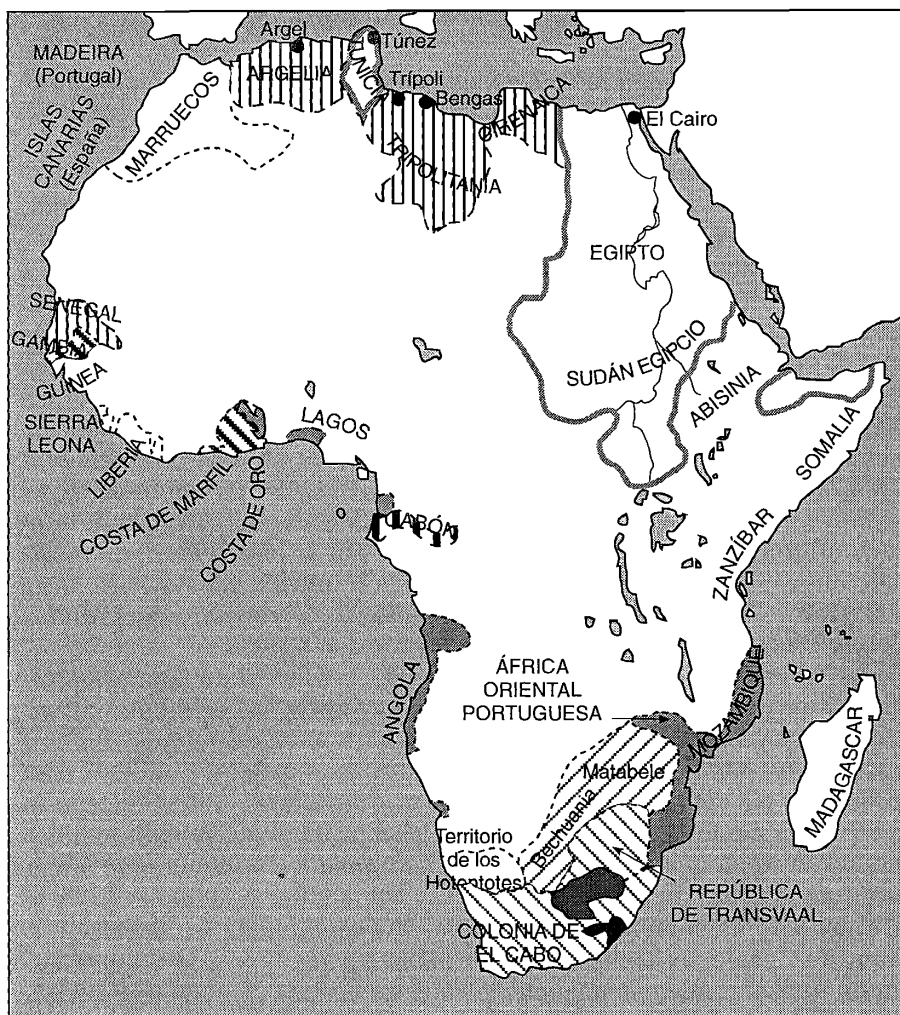 MADEIRA
(Portugal)
ISLAS
CANARIAS
(España)
MARRUECOS
Argel
ARGELIA
Túnez
Trípoli
Bengas
TRIPOLITANIA
CIRENAICA
El Cairo
EGIPTO
SUDÁN EGIPCIO
ABISINIA
SOMALIA
ZANZÍBAR
SENEGAL
GUINEA
SIERRA
LEONA
LIBERIA
COSTA DE MARFIL
COSTA DE ORO
LAGOS
GABÓN
ANGOLA
ÁFRICA
ORIENTAL
PORTUGUESA
MOZAMBIQUE
MADAGASCAR
Matabele
Bechuania
Territorio
de los
Hotentotes
REPÚBLICA
DE TRANSVAAL
COLONIA DE
EL CABO